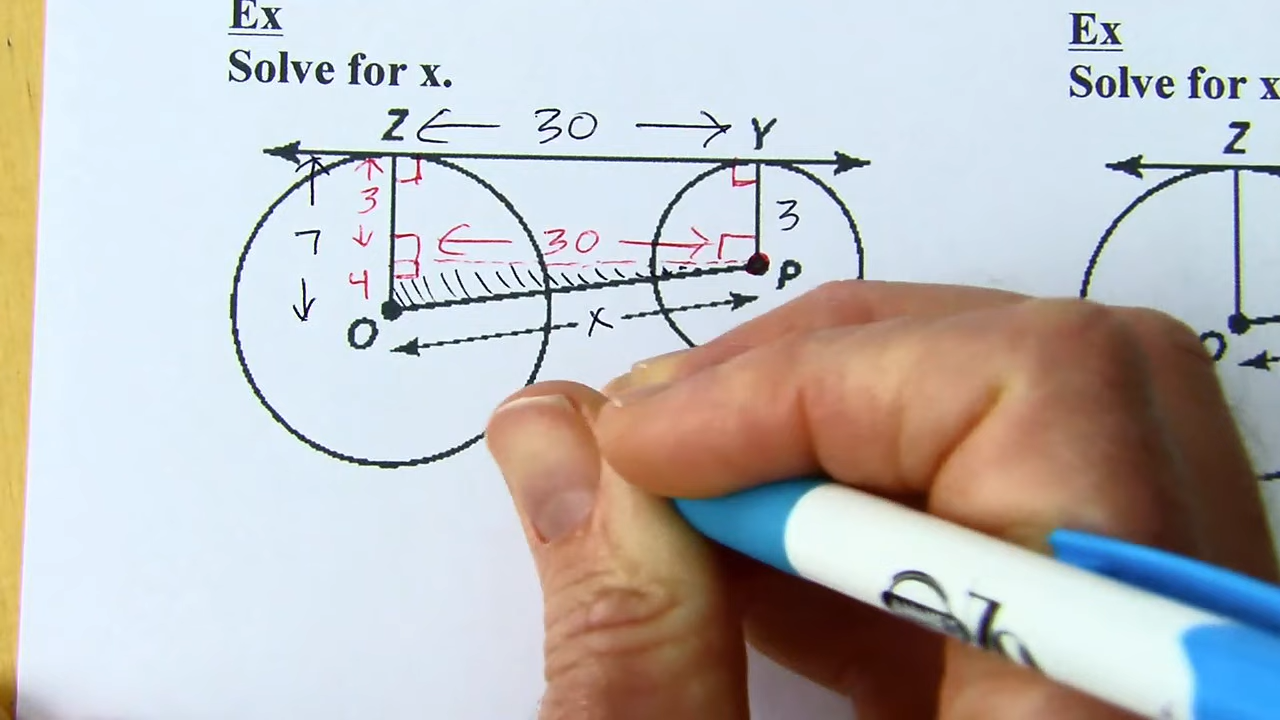 Ex
Solve for x.
Z ← 30 → Y
3
7
30
3
4
P
O
x
Ex
Solve for x
Z
O